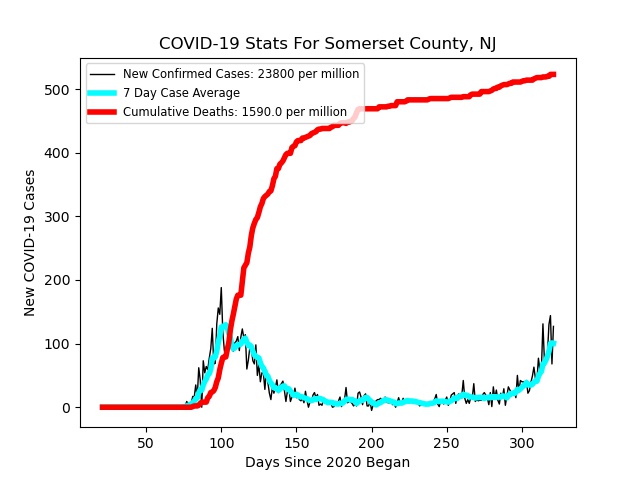 COVID-19 Stats For Somerset County, NJ
New Confirmed Cases: 23800 per million
7 Day Case Average
Cumulative Deaths: 1590.0 per million
New COVID-19 Cases
500
400
300
200
100
0
50 100 150 200 250 300
Days Since 2020 Began